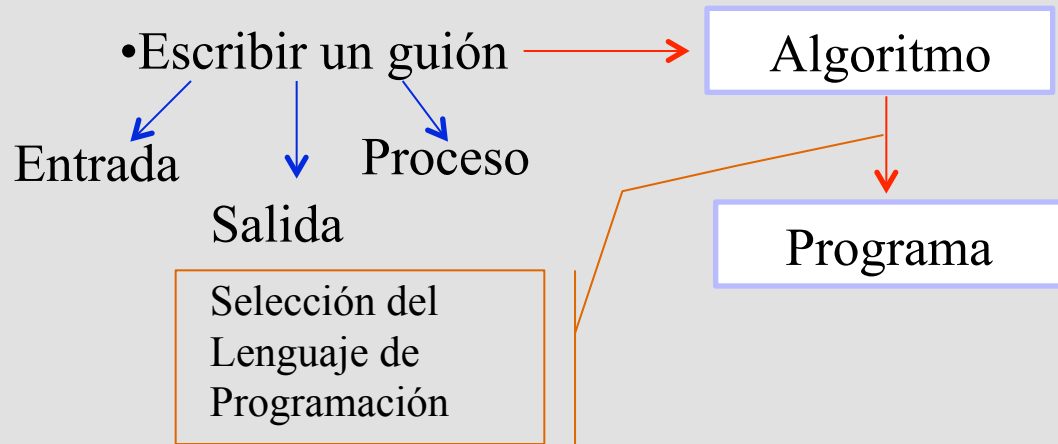 •Escribir un guión
Algoritmo
Entrada
Proceso
Salida
Programa
Selección del
Lenguaje de
Programación